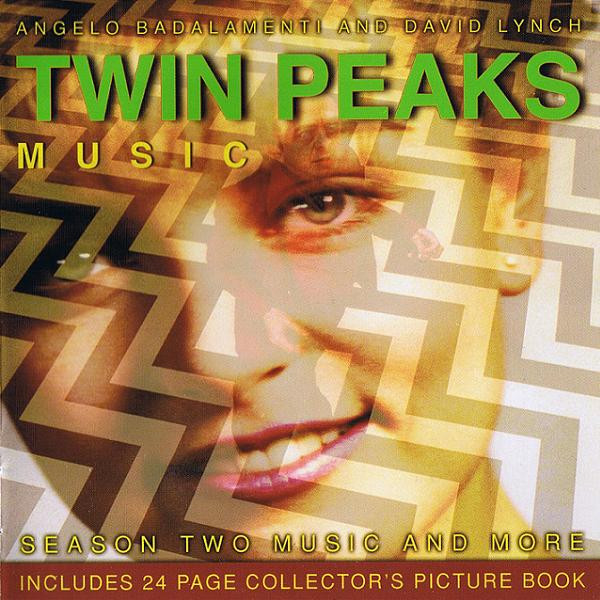 ANGELO BADALAMENTI AND DAVID LYNCH
TWIN PEAKS
MUSIC
SEASON TWO MUSIC AND MORE
INCLUDES 24 PAGE COLLECTOR'S PICTURE BOOK